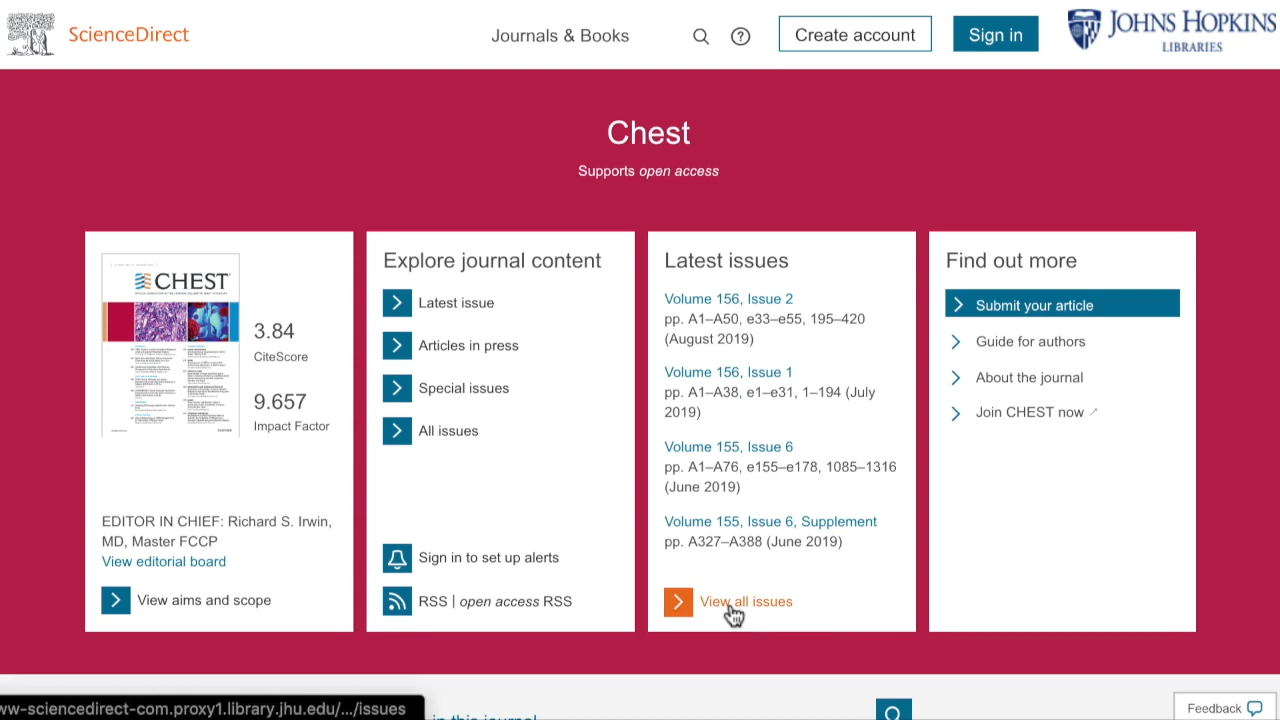 ScienceDirect
Journals & Books
Create account
Sign in
JOHNS HOPKINS
LIBRARIES
Chest
Supports open access
CHEST
3.84
CiteScore
9.657
Impact Factor
EDITOR IN CHIEF: Richard S. Irwin,
MD, Master FCCP
View editorial board
View aims and scope
Explore journal content
Latest issue
Articles in press
Special issues
All issues
Sign in to set up alerts
RSS | open access RSS
Latest issues
Volume 156, Issue 2
pp. A1–A50, e33–e55, 195–420
(August 2019)
Volume 156, Issue 1
pp. A1–A38, e1–e31, 1–194 (July
2019)
Volume 155, Issue 6
pp. A1–A76, e155–e178, 1085–1316
(June 2019)
Volume 155, Issue 6, Supplement
pp. A327–A388 (June 2019)
View all issues
Find out more
Submit your article
Guide for authors
About the journal
Join CHEST now ↗
ww-sciencedirect-com.proxy1.library.jhu.edu/.../issues
in this journal
Feedback